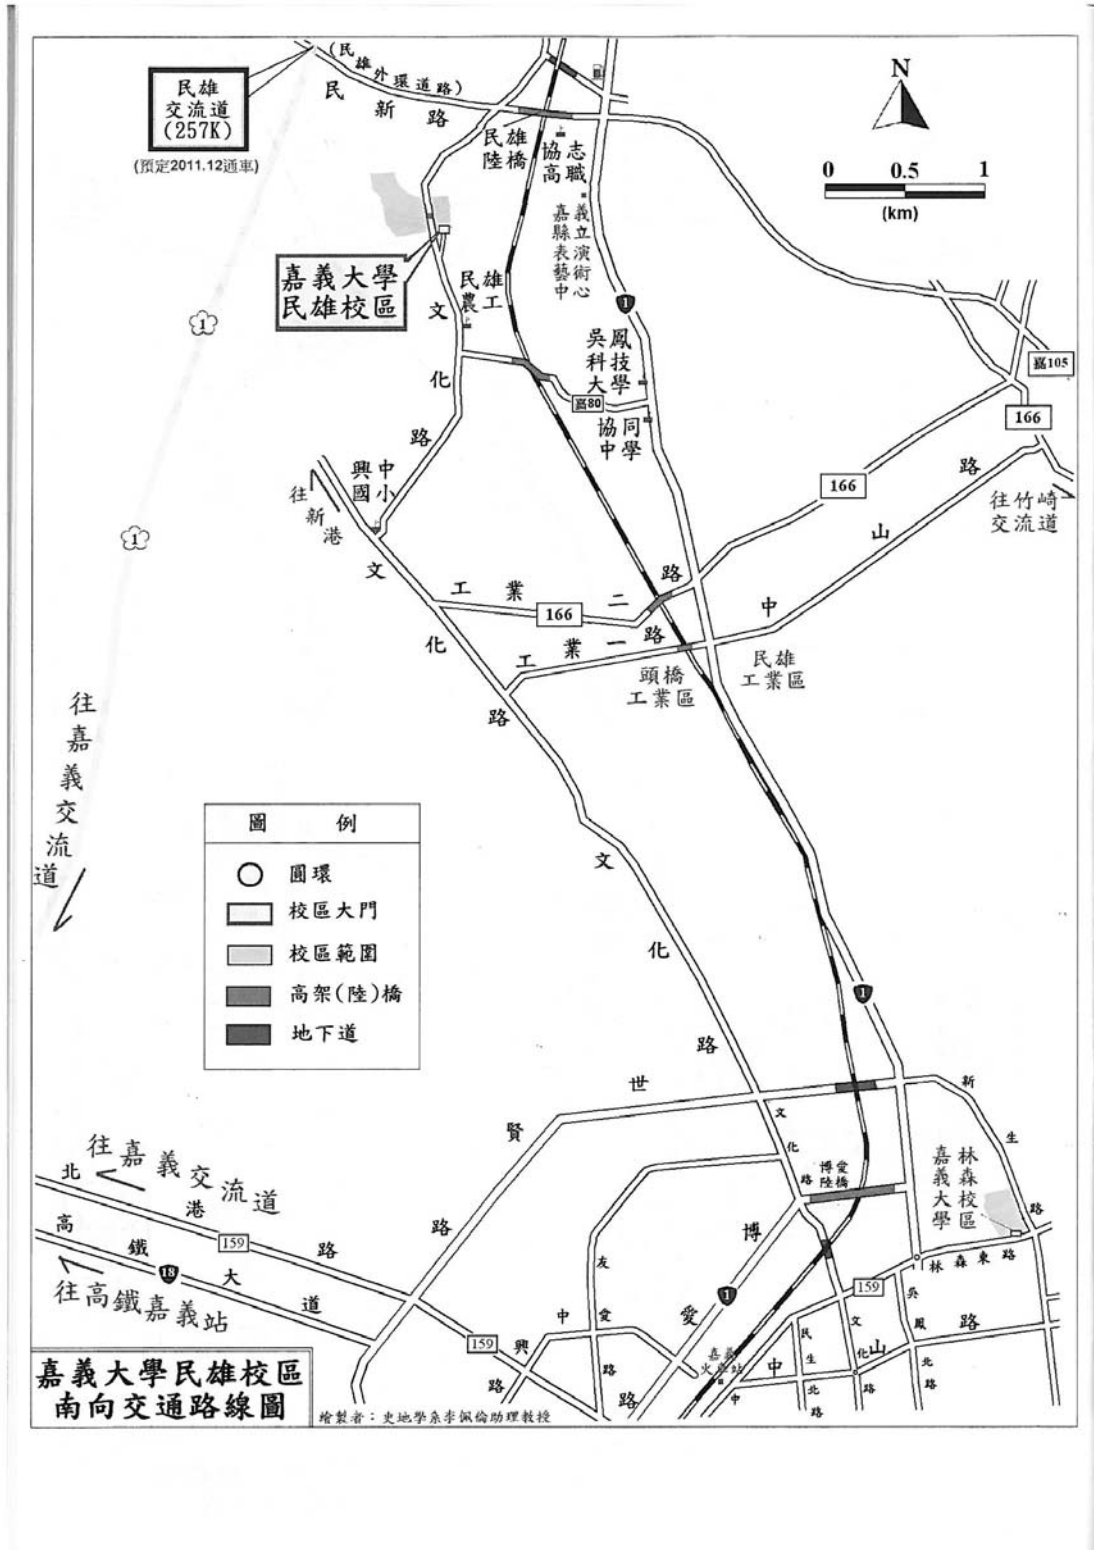 (民雄外環道路)
民新路
民雄
交流道
(257K)
(預定2011.12通車)
N
0 0.5 1
(km)
民雄
陸橋
協志
高職
嘉義
縣立
表演
藝術
中心
嘉義大學
民雄校區
民雄
農工
文化路
1
1
吳鳳
科技
大學
嘉80
協同
中學
嘉105
166
166
往竹崎
交流道
中山路
興中
國小
往新港
1
文化路
工業二路
166
工業一路
頭橋
工業區
民雄
工業區
往嘉義交流道
圖 例
圓環
校區大門
校區範圍
高架(陸)橋
地下道
文化路
1
世賢路
新生路
文化路
博愛
陸橋
嘉義大學
林森校區
往嘉義交流道
北港路
159
高鐵大道
18
往高鐵嘉義站
159
友愛路
中興路
博愛路
1
嘉義
火車站
159
林森東路
吳鳳北路
文化路
民生北路
中山路
嘉義大學民雄校區
南向交通路線圖
繪製者：史地學系李佩倫助理教授